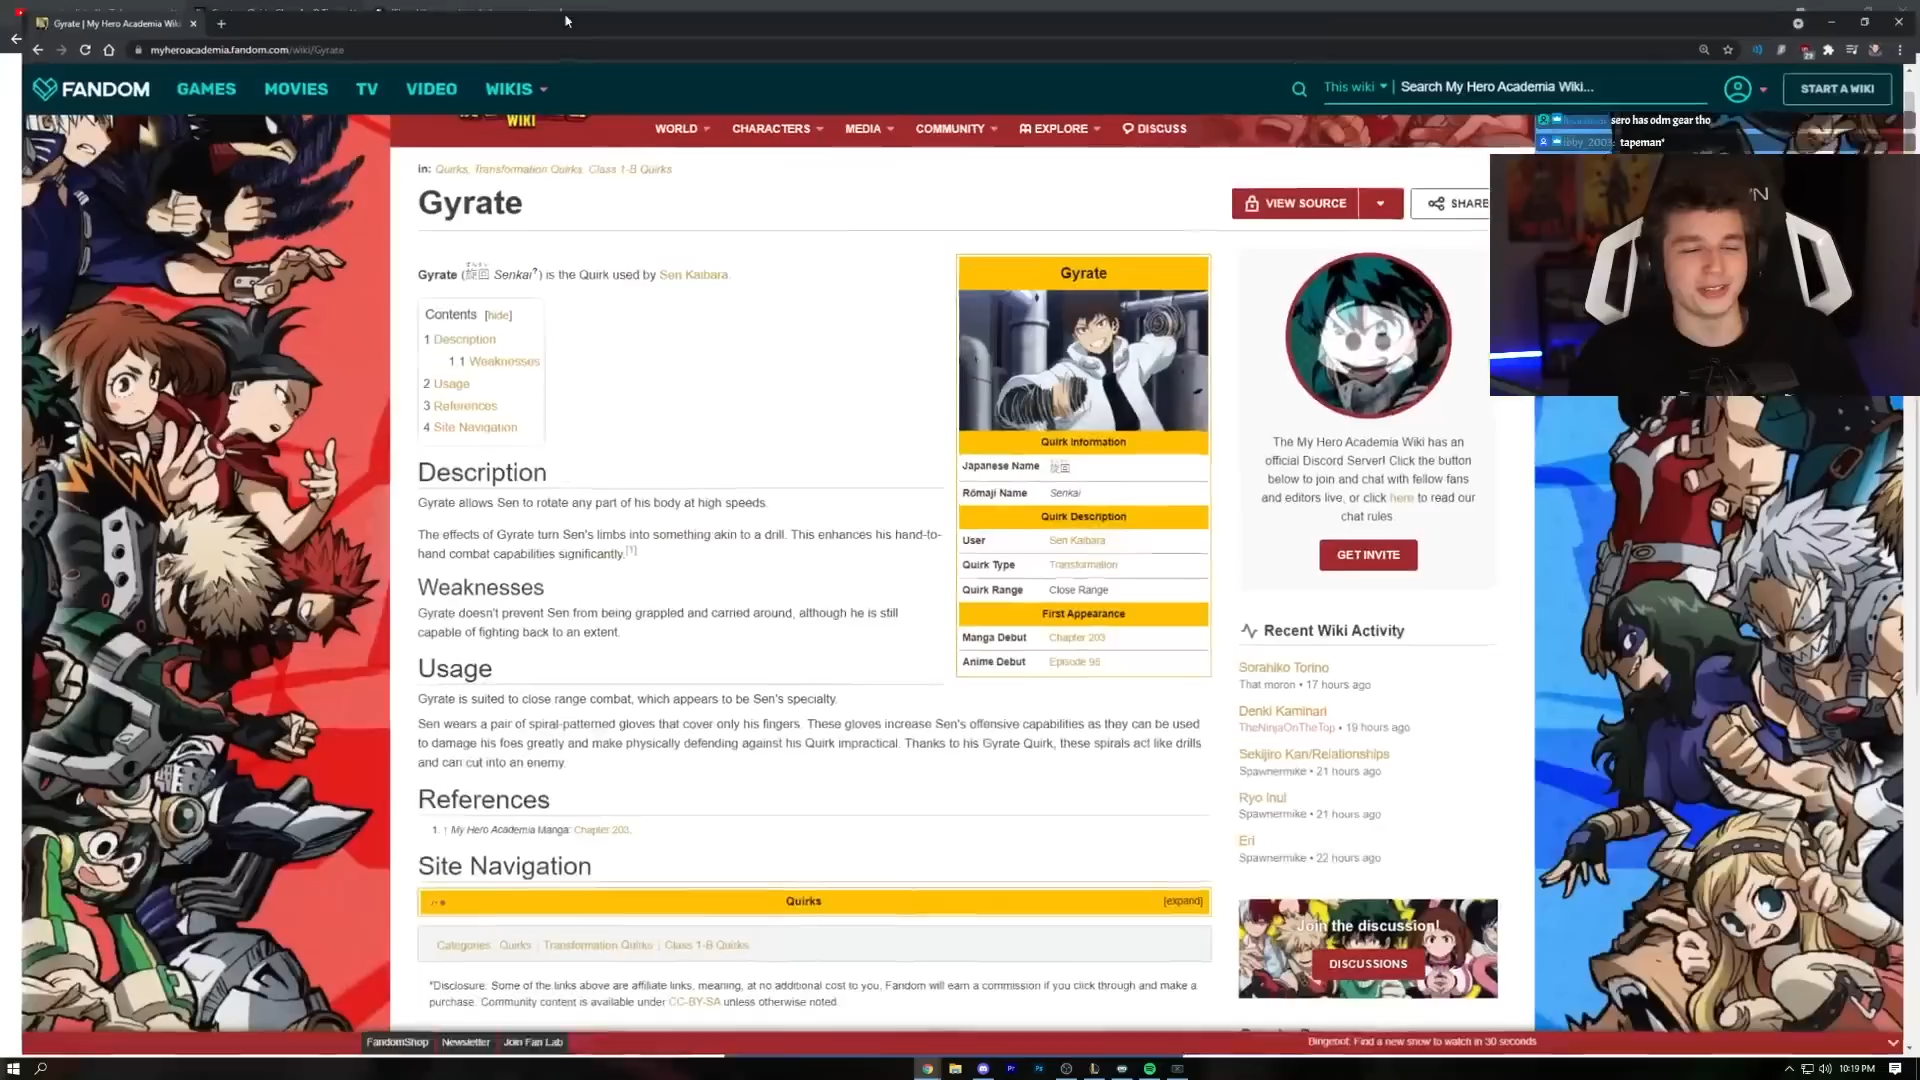 Gyrate | My Hero Academia Wiki
myheroacademia.fandom.com/wiki/Gyrate
FANDOM
GAMES
MOVIES
TV
VIDEO
WIKIS
This wiki
Search My Hero Academia Wiki...
START A WIKI
WIKI
WORLD
CHARACTERS
MEDIA
COMMUNITY
EXPLORE
DISCUSS
sero has odm gear tho
ibby_2003: tapeman*
in: Quirks, Transformation Quirks, Class 1-B Quirks
Gyrate
VIEW SOURCE
SHARE
Gyrate (旋回 Senkai?) is the Quirk used by Sen Kaibara.
Contents [hide]
1 Description
1.1 Weaknesses
2 Usage
3 References
4 Site Navigation
Description
Gyrate allows Sen to rotate any part of his body at high speeds.
The effects of Gyrate turn Sen's limbs into something akin to a drill. This enhances his hand-to-
hand combat capabilities significantly.[1]
Weaknesses
Gyrate doesn't prevent Sen from being grappled and carried around, although he is still
capable of fighting back to an extent.
Usage
Gyrate is suited to close range combat, which appears to be Sen's specialty.
Sen wears a pair of spiral-patterned gloves that cover only his fingers. These gloves increase Sen's offensive capabilities as they can be used
to damage his foes greatly and make physically defending against his Quirk impractical. Thanks to his Gyrate Quirk, these spirals act like drills
and can cut into an enemy.
References
1. ↑ My Hero Academia Manga: Chapter 203.
Site Navigation
Quirks
[expand]
Categories: Quirks | Transformation Quirks | Class 1-B Quirks
*Disclosure: Some of the links above are affiliate links, meaning, at no additional cost to you, Fandom will earn a commission if you click through and make a
purchase. Community content is available under CC-BY-SA unless otherwise noted.
Gyrate
Quirk Information
Japanese Name 旋回
Rōmaji Name Senkai
Quirk Description
User Sen Kaibara
Quirk Type Transformation
Quirk Range Close Range
First Appearance
Manga Debut Chapter 203
Anime Debut Episode 95
The My Hero Academia Wiki has an
official Discord Server! Click the button
below to join and chat with fellow fans
and editors live, or click here to read our
chat rules.
GET INVITE
Recent Wiki Activity
Sorahiko Torino
That moron • 17 hours ago
Denki Kaminari
TheNinjaOnTheTop • 19 hours ago
Sekijiro Kan/Relationships
Spawnermike • 21 hours ago
Ryo Inui
Spawnermike • 21 hours ago
Eri
Spawnermike • 22 hours ago
Join the discussion!
DISCUSSIONS
FandomShop
Newsletter
Join Fan Lab
Bingebot: Find a new show to watch in 30 seconds
10:19 PM